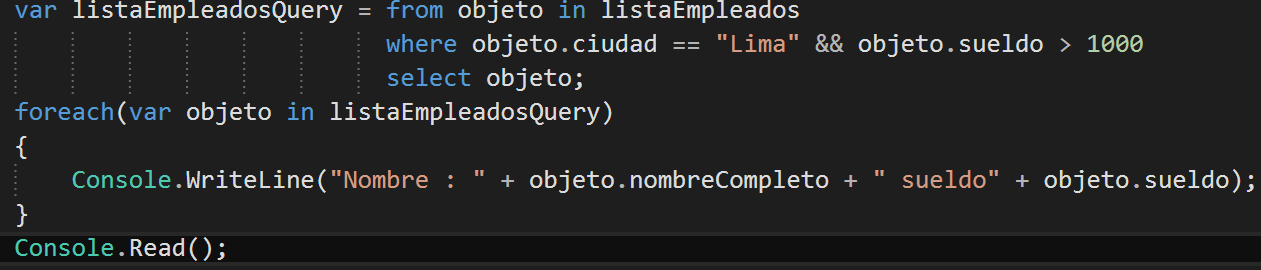 var listaEmpleadosQuery = from objeto in listaEmpleados
where objeto.ciudad == "Lima" && objeto.sueldo > 1000
select objeto;
foreach(var objeto in listaEmpleadosQuery)
{
Console.WriteLine("Nombre : " + objeto.nombreCompleto + " sueldo" + objeto.sueldo);
}
Console.Read();